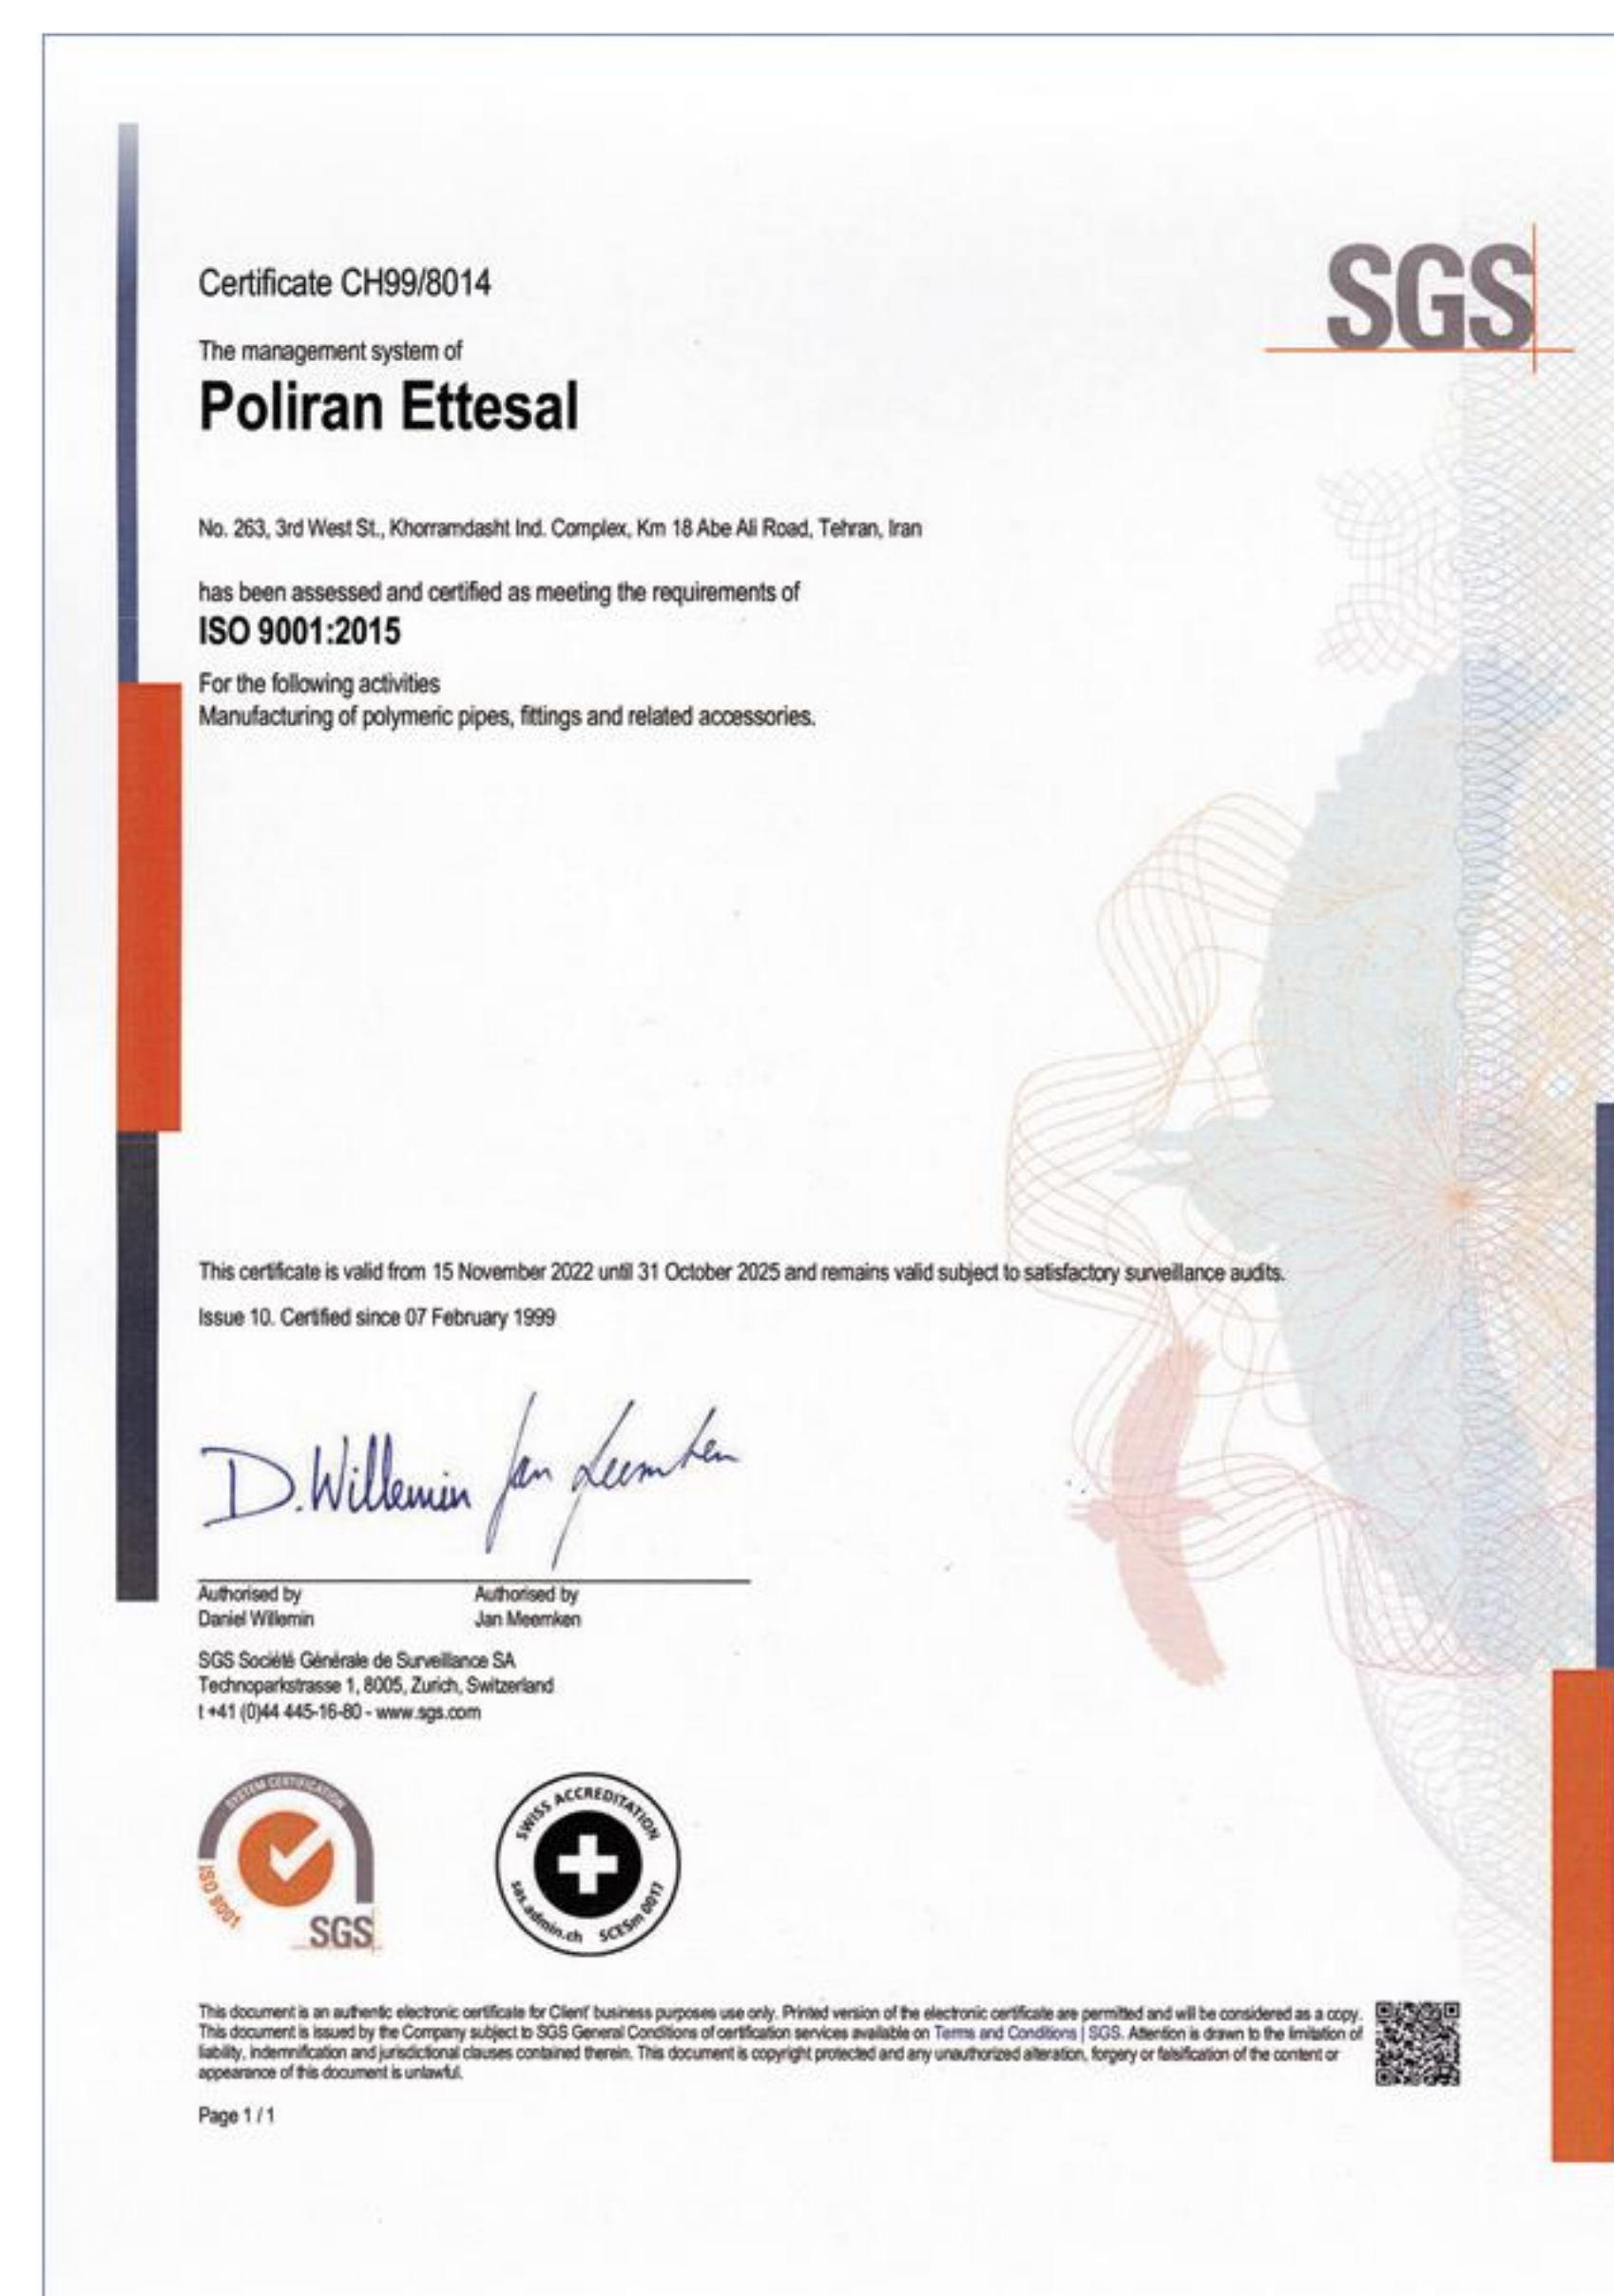 SGS
Certificate CH99/8014
The management system of
Poliran Ettesal
No. 263, 3rd West St., Khorramdasht Ind. Complex, Km 18 Abe Ali Road, Tehran, Iran
has been assessed and certified as meeting the requirements of
ISO 9001:2015
For the following activities
Manufacturing of polymeric pipes, fittings and related accessories.
This certificate is valid from 15 November 2022 until 31 October 2025 and remains valid subject to satisfactory surveillance audits.
Issue 10. Certified since 07 February 1999
D. Willemin Jan Meemken
Authorised by
Daniel Willemin
Authorised by
Jan Meemken
SGS Société Générale de Surveillance SA
Technoparkstrasse 1, 8005, Zurich, Switzerland
t +41 (0)44 445-16-80 - www.sgs.com
SYSTEM CERTIFICATION
ISO 9001
SGS
SWISS ACCREDITATION
sas.admin.ch SCESm 0017
This document is an authentic electronic certificate for Client' business purposes use only. Printed version of the electronic certificate are permitted and will be considered as a copy.
This document is issued by the Company subject to SGS General Conditions of certification services available on Terms and Conditions | SGS. Attention is drawn to the limitation of
liability, indemnification and jurisdictional clauses contained therein. This document is copyright protected and any unauthorized alteration, forgery or falsification of the content or
appearance of this document is unlawful.
Page 1 / 1